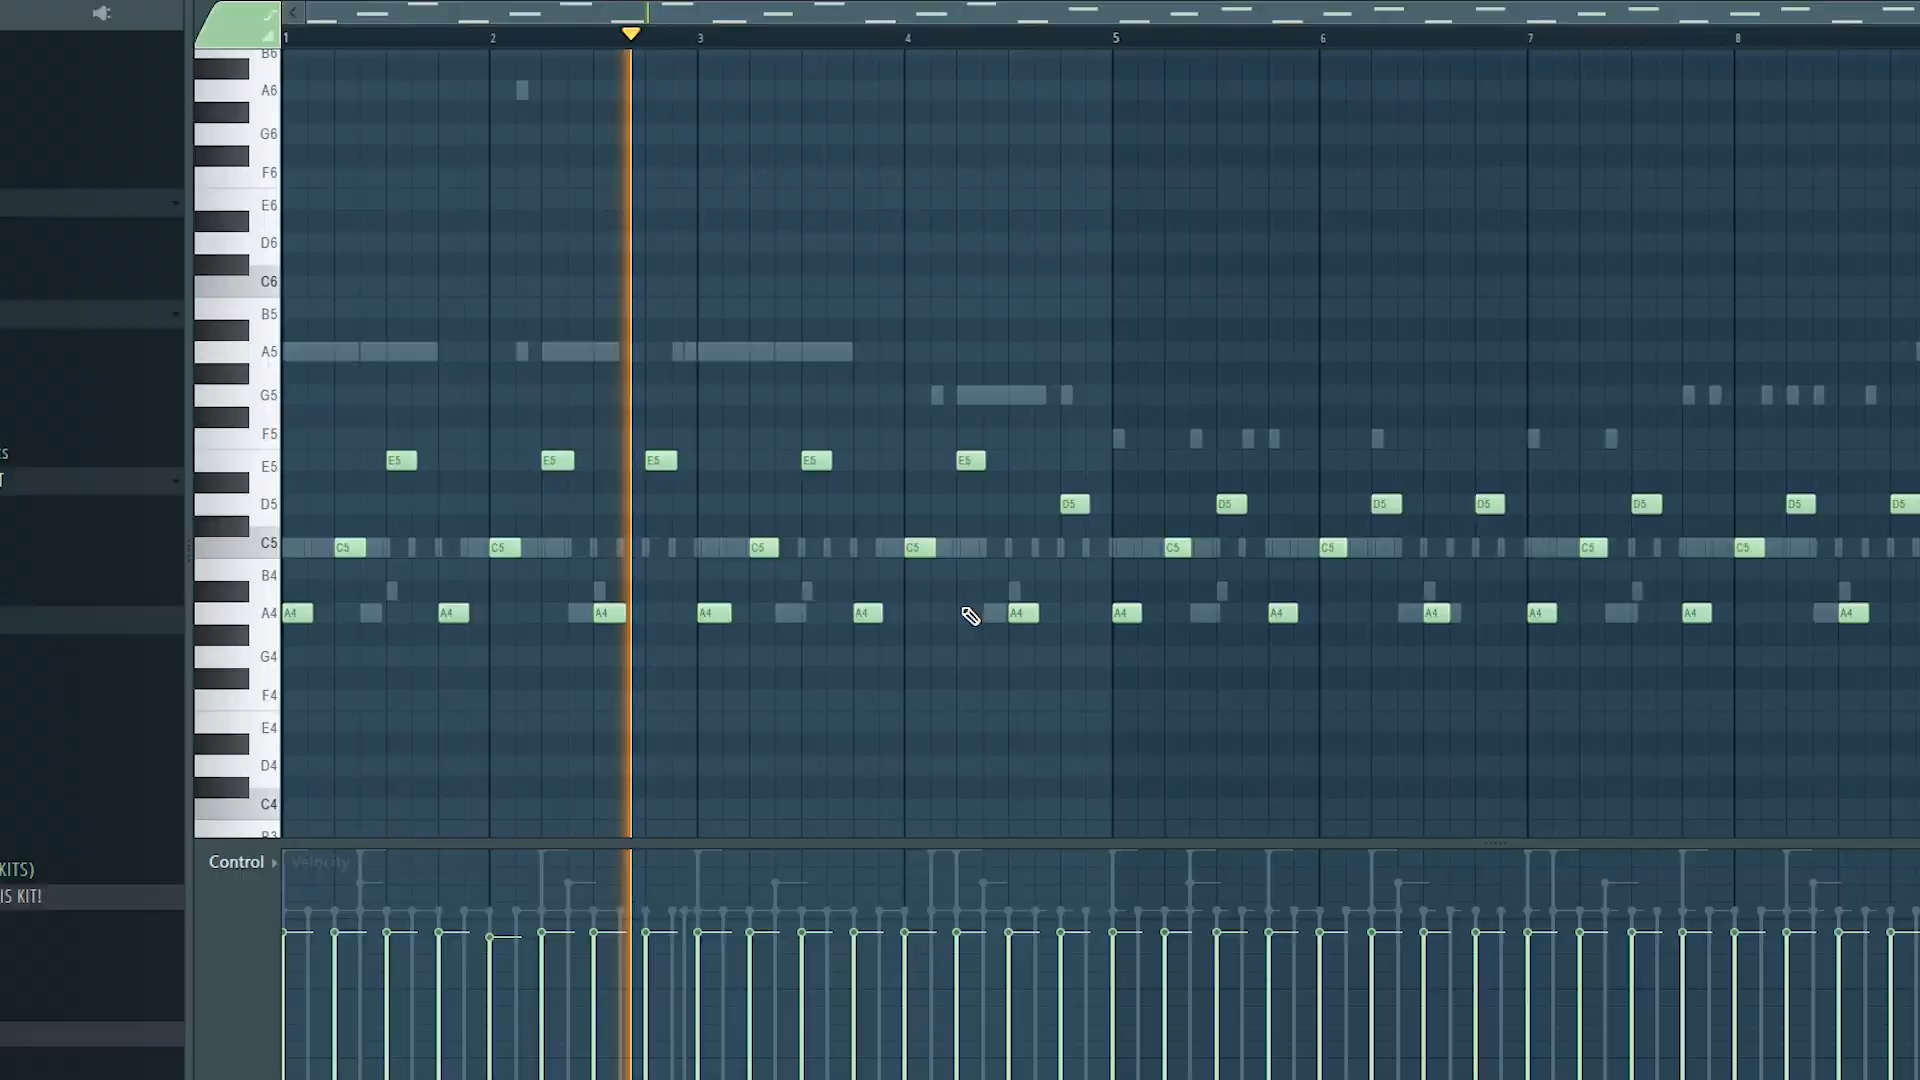 1 2 3 4 5 6 7 8
B6
A6
G6
F6
E6
D6
C6
B5
A5
G5
F5
E5 E5 E5 E5 E5 E5
D5 D5 D5 D5 D5 D5 D5 D5
C5 C5 C5 C5 C5 C5 C5 C5 C5
B4
A4 A4 A4 A4 A4 A4 A4 A4 A4 A4 A4 A4 A4 A4
G4
F4
E4
D4
C4
B3
Control Velocity
KITS)
IS KIT!